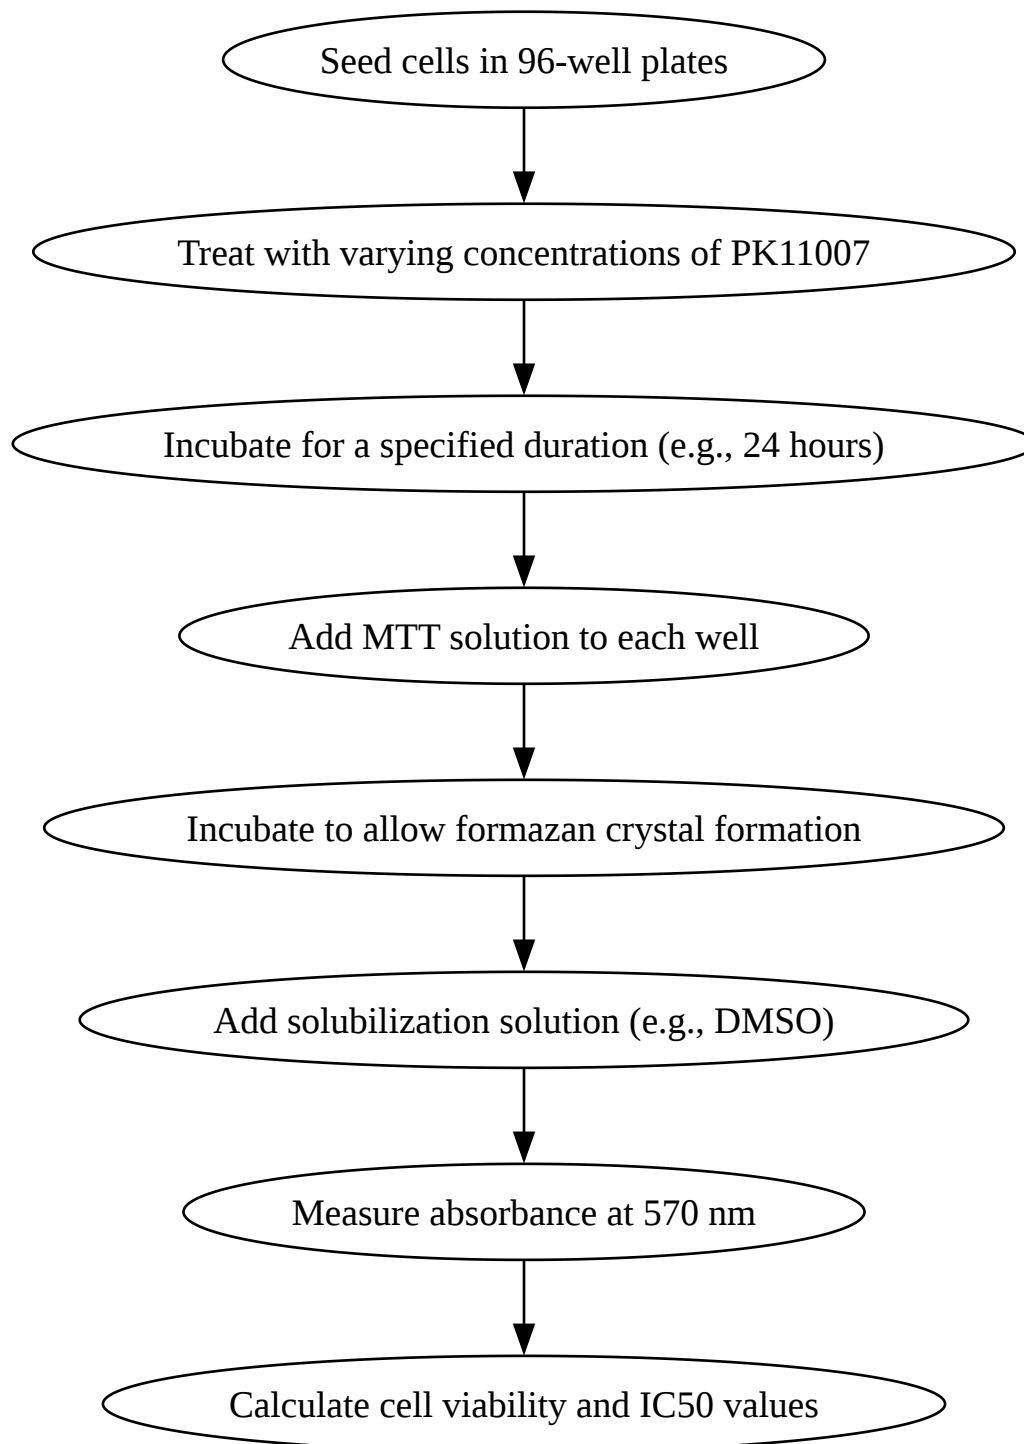 Seed cells in 96-well plates
Treat with varying concentrations of PK11007
Incubate for a specified duration (e.g., 24 hours)
Add MTT solution to each well
Incubate to allow formazan crystal formation
Add solubilization solution (e.g., DMSO)
Measure absorbance at 570 nm
Calculate cell viability and IC50 values